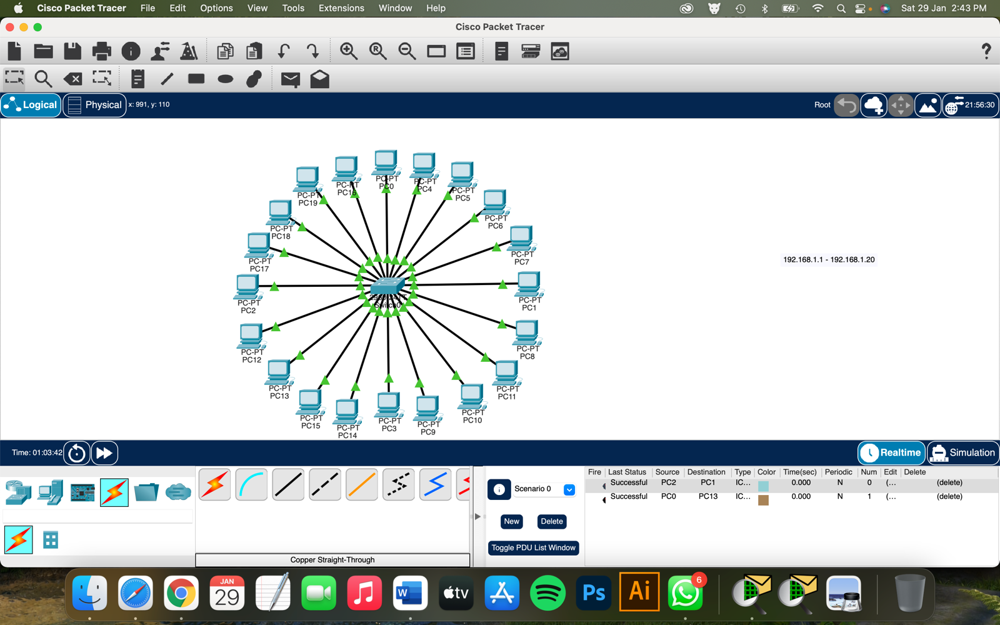 Cisco Packet Tracer File Edit Options View Tools Extensions Window Help Sat 29 Jan 2:43 PM
Cisco Packet Tracer
Logical Physical x: 991, y: 110 Root 21:56:30
PC-PT
PC0
PC-PT
PC4
PC-PT
PC16
PC-PT
PC5
PC-PT
PC19
PC-PT
PC6
PC-PT
PC18
PC-PT
PC7
PC-PT
PC17
192.168.1.1 - 192.168.1.20
PC-PT
PC2
PC-PT
PC1
Switch0
PC-PT
PC8
PC-PT
PC12
PC-PT
PC11
PC-PT
PC13
PC-PT
PC10
PC-PT
PC15
PC-PT
PC3
PC-PT
PC9
PC-PT
PC14
Time: 01:03:42 Realtime Simulation
Fire Last Status Source Destination Type Color Time(sec) Periodic Num Edit Delete
Successful PC2 PC1 IC... 0.000 N 0 (... (delete)
Successful PC0 PC13 IC... 0.000 N 1 (... (delete)
Scenario 0
New Delete
Toggle PDU List Window
Copper Straight-Through
JAN
29
W
tv
Ps
Ai
6